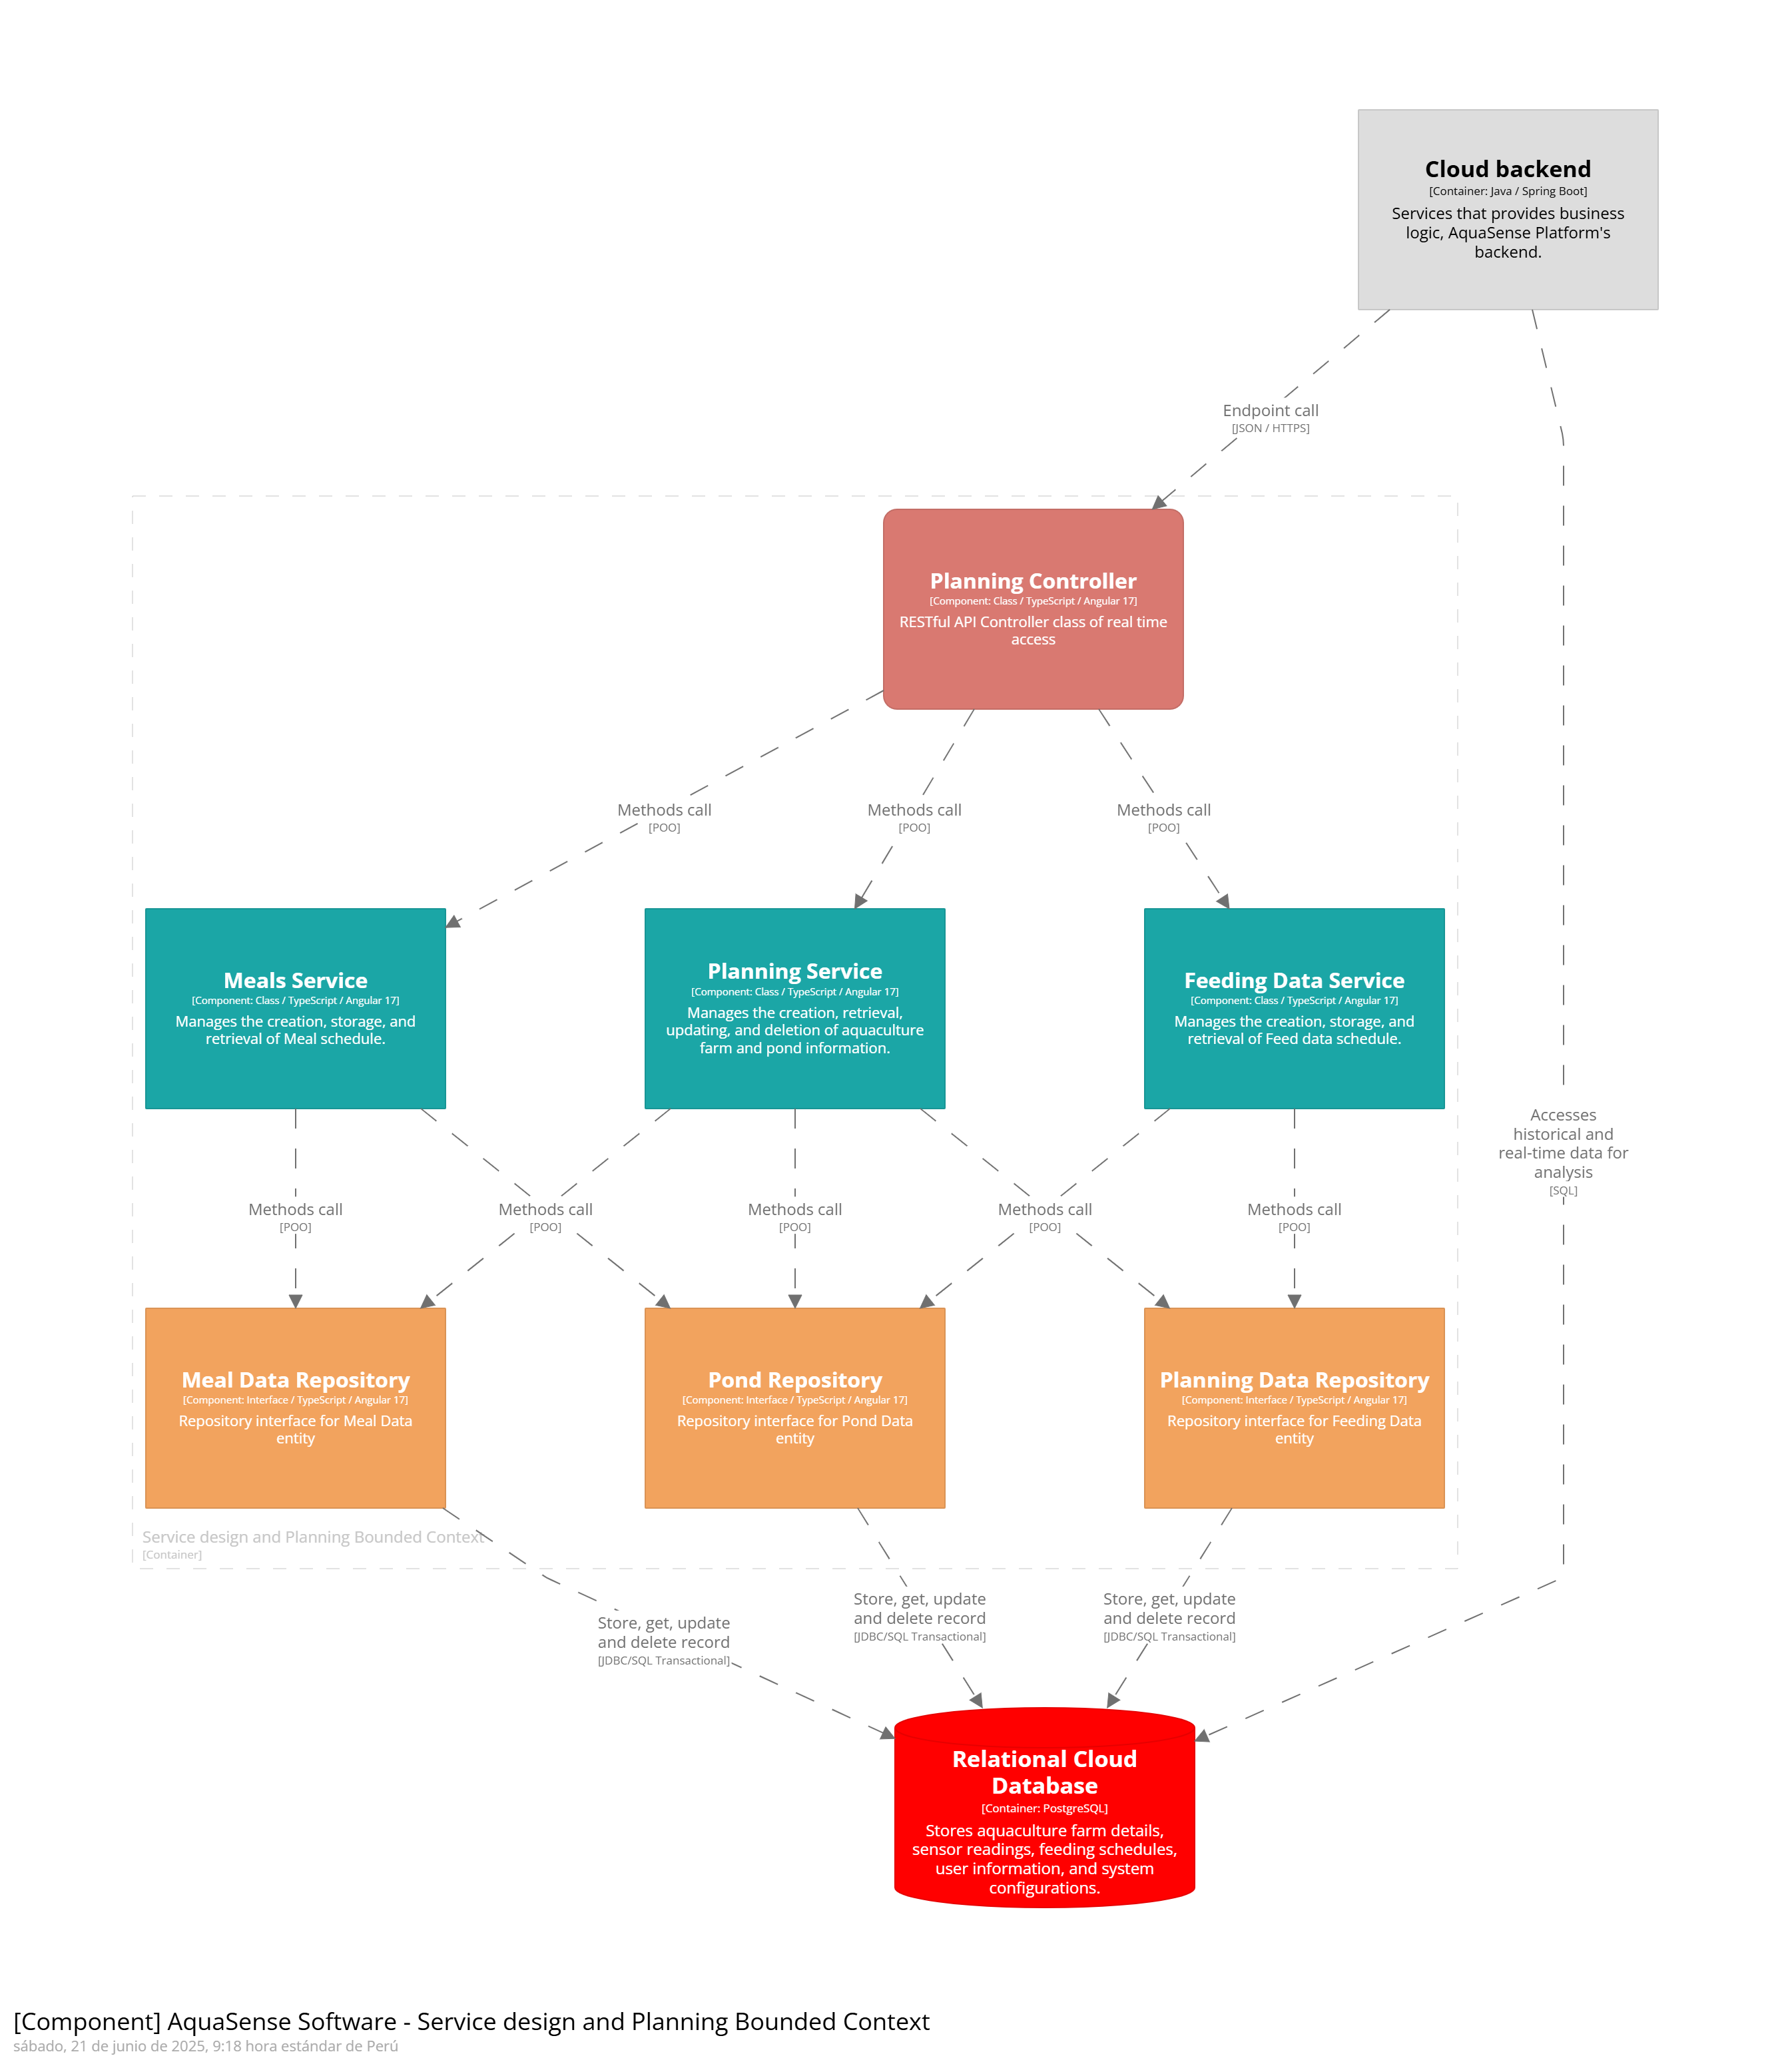 Cloud backend
[Container: Java / Spring Boot]
Services that provides business
logic, AquaSense Platform's
backend.
Endpoint call
[JSON / HTTPS]
Planning Controller
[Component: Class / TypeScript / Angular 17]
RESTful API Controller class of real time
access
Methods call
[POO]
Methods call
[POO]
Methods call
[POO]
Meals Service
[Component: Class / TypeScript / Angular 17]
Manages the creation, storage, and
retrieval of Meal schedule.
Planning Service
[Component: Class / TypeScript / Angular 17]
Manages the creation, retrieval,
updating, and deletion of aquaculture
farm and pond information.
Feeding Data Service
[Component: Class / TypeScript / Angular 17]
Manages the creation, storage, and
retrieval of Feed data schedule.
Accesses
historical and
real-time data for
analysis
[SQL]
Methods call
[POO]
Methods call
[POO]
Methods call
[POO]
Methods call
[POO]
Methods call
[POO]
Meal Data Repository
[Component: Interface / TypeScript / Angular 17]
Repository interface for Meal Data
entity
Pond Repository
[Component: Interface / TypeScript / Angular 17]
Repository interface for Pond Data
entity
Planning Data Repository
[Component: Interface / TypeScript / Angular 17]
Repository interface for Feeding Data
entity
Service design and Planning Bounded Context
[Container]
Store, get, update
and delete record
[JDBC/SQL Transactional]
Store, get, update
and delete record
[JDBC/SQL Transactional]
Store, get, update
and delete record
[JDBC/SQL Transactional]
Relational Cloud
Database
[Container: PostgreSQL]
Stores aquaculture farm details,
sensor readings, feeding schedules,
user information, and system
configurations.
[Component] AquaSense Software - Service design and Planning Bounded Context
sábado, 21 de junio de 2025, 9:18 hora estándar de Perú